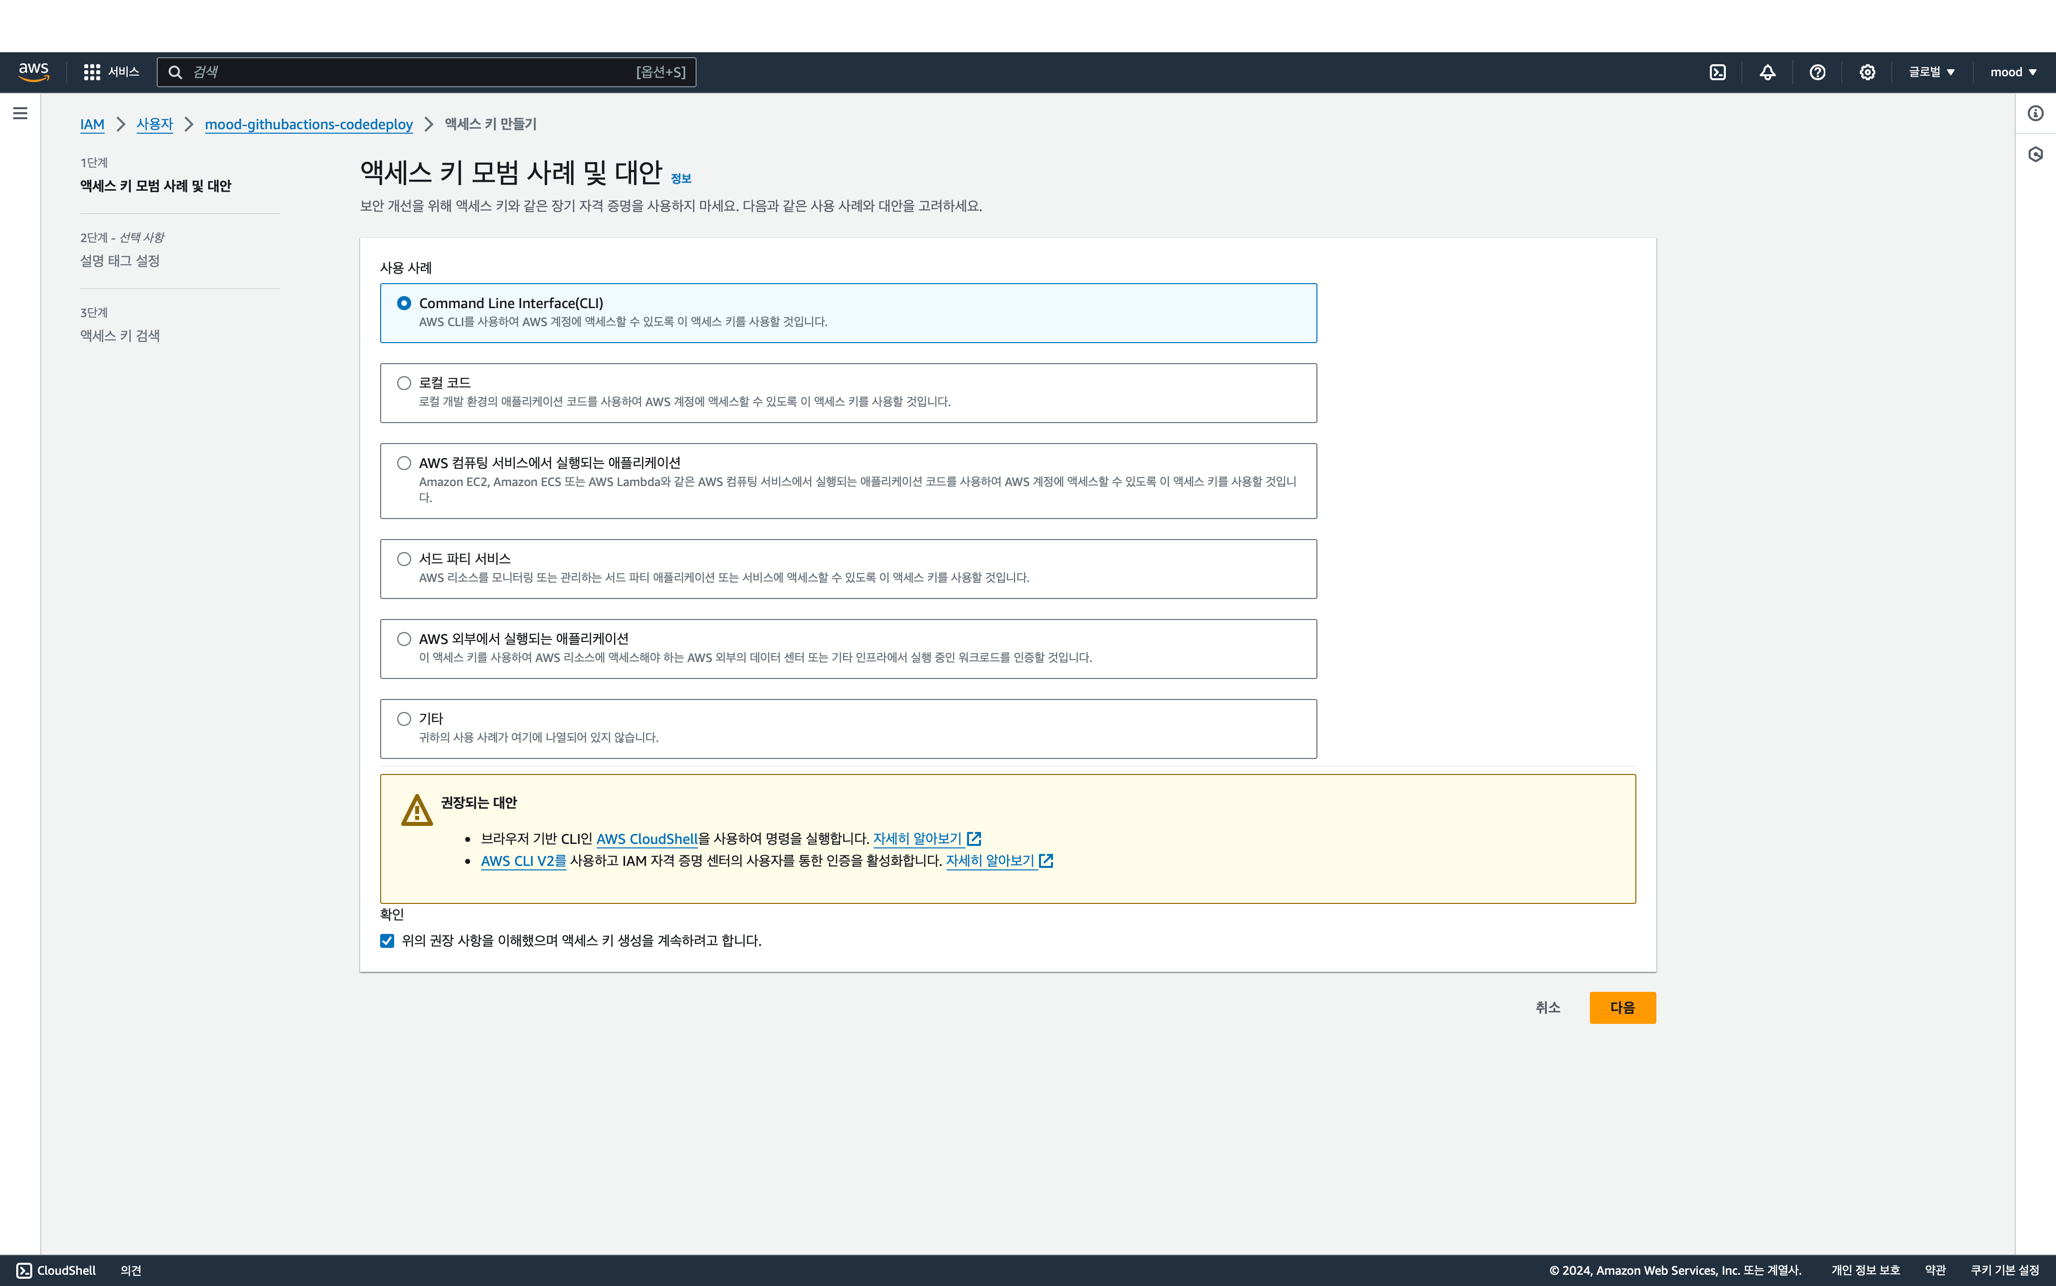 aws
서비스
검색
[옵션+S]
글로벌
mood
IAM
사용자
mood-githubactions-codedeploy
액세스 키 만들기
1단계
액세스 키 모범 사례 및 대안
2단계 - 선택 사항
설명 태그 설정
3단계
액세스 키 검색
액세스 키 모범 사례 및 대안 정보
보안 개선을 위해 액세스 키와 같은 장기 자격 증명을 사용하지 마세요. 다음과 같은 사용 사례와 대안을 고려하세요.
사용 사례
Command Line Interface(CLI)
AWS CLI를 사용하여 AWS 계정에 액세스할 수 있도록 이 액세스 키를 사용할 것입니다.
로컬 코드
로컬 개발 환경의 애플리케이션 코드를 사용하여 AWS 계정에 액세스할 수 있도록 이 액세스 키를 사용할 것입니다.
AWS 컴퓨팅 서비스에서 실행되는 애플리케이션
Amazon EC2, Amazon ECS 또는 AWS Lambda와 같은 AWS 컴퓨팅 서비스에서 실행되는 애플리케이션 코드를 사용하여 AWS 계정에 액세스할 수 있도록 이 액세스 키를 사용할 것입니
다.
서드 파티 서비스
AWS 리소스를 모니터링 또는 관리하는 서드 파티 애플리케이션 또는 서비스에 액세스할 수 있도록 이 액세스 키를 사용할 것입니다.
AWS 외부에서 실행되는 애플리케이션
이 액세스 키를 사용하여 AWS 리소스에 액세스해야 하는 AWS 외부의 데이터 센터 또는 기타 인프라에서 실행 중인 워크로드를 인증할 것입니다.
기타
귀하의 사용 사례가 여기에 나열되어 있지 않습니다.
권장되는 대안
• 브라우저 기반 CLI인 AWS CloudShell을 사용하여 명령을 실행합니다. 자세히 알아보기
• AWS CLI V2를 사용하고 IAM 자격 증명 센터의 사용자를 통한 인증을 활성화합니다. 자세히 알아보기
확인
위의 권장 사항을 이해했으며 액세스 키 생성을 계속하려고 합니다.
취소
다음
CloudShell
의견
© 2024, Amazon Web Services, Inc. 또는 계열사.
개인 정보 보호
약관
쿠키 기본 설정